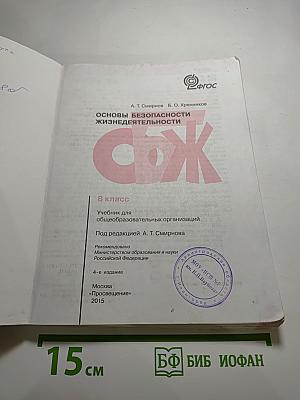 ФГОС
А. Т. Смирнов Б. О. Хренников
ОСНОВЫ БЕЗОПАСНОСТИ
ЖИЗНЕДЕЯТЕЛЬНОСТИ
ОБЖ
8 класс
Учебник для
общеобразовательных организаций
Под редакцией А. Т. Смирнова
Рекомендовано
Министерством образования и науки
Российской Федерации
4-е издание
Москва
«Просвещение»
2015
15 см
БФ БИБ ИОФАН